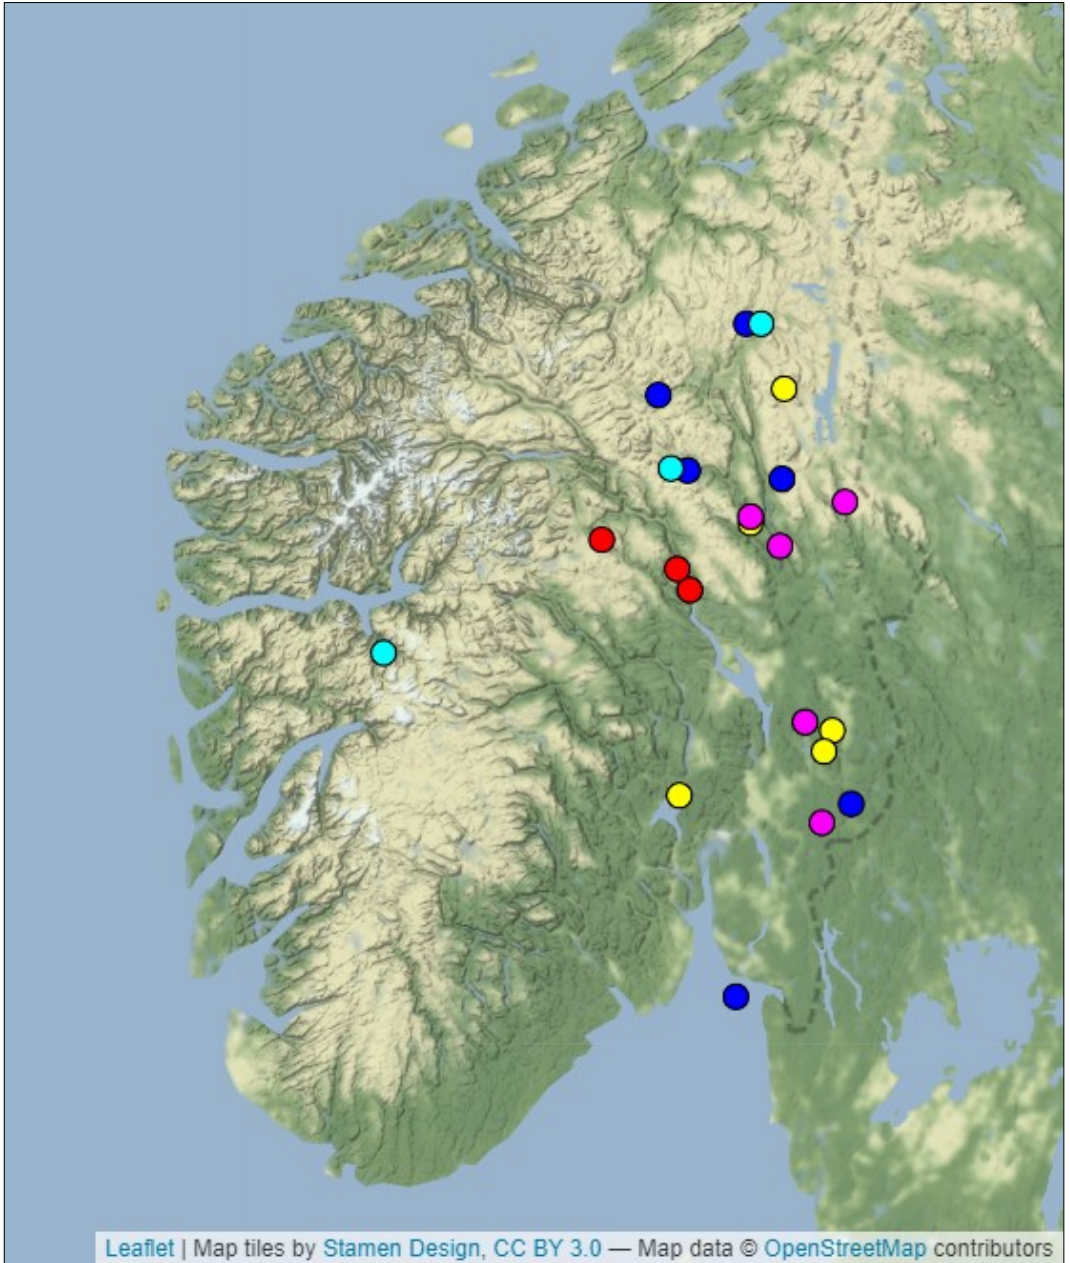 Leaflet | Map tiles by Stamen Design, CC BY 3.0 — Map data © OpenStreetMap contributors